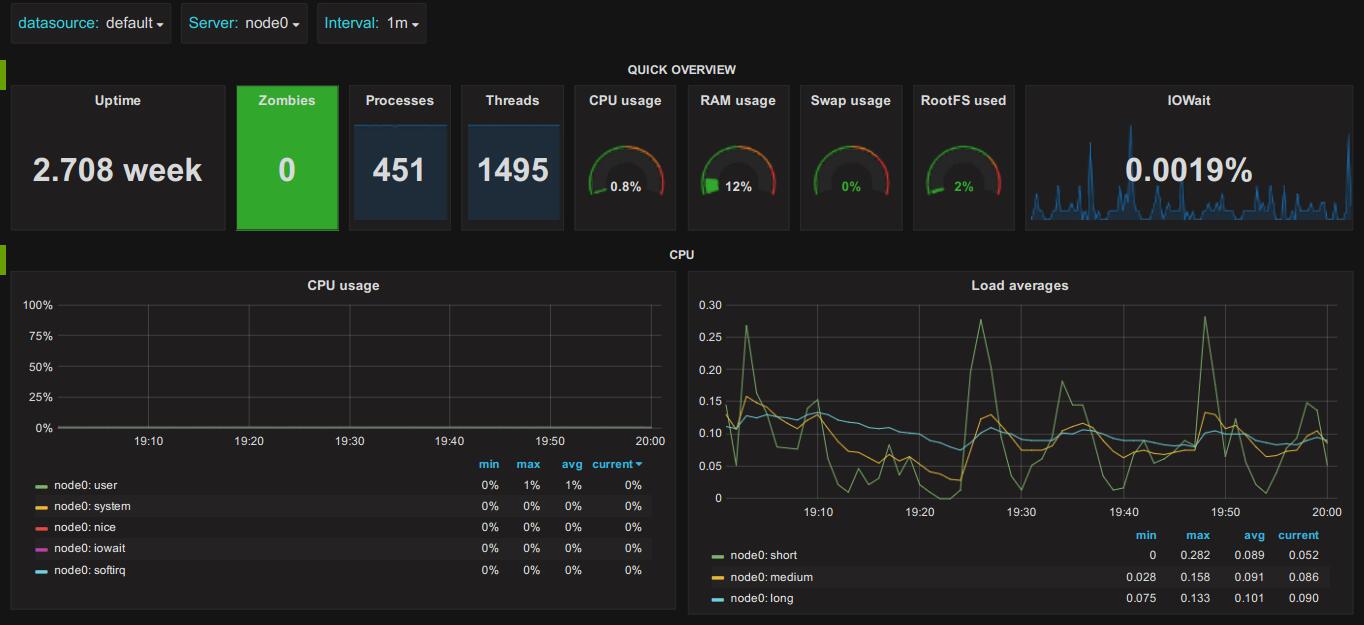 datasource: default Server: node0 Interval: 1m
QUICK OVERVIEW
Uptime Zombies Processes Threads CPU usage RAM usage Swap usage RootFS used IOWait
2.708 week 0 451 1495 0.8% 12% 0% 2% 0.0019%
CPU
CPU usage
100%
75%
50%
25%
0%
19:10 19:20 19:30 19:40 19:50 20:00
min max avg current
node0: user 0% 1% 1% 0%
node0: system 0% 0% 0% 0%
node0: nice 0% 0% 0% 0%
node0: iowait 0% 0% 0% 0%
node0: softirq 0% 0% 0% 0%
Load averages
0.30
0.25
0.20
0.15
0.10
0.05
0
19:10 19:20 19:30 19:40 19:50 20:00
min max avg current
node0: short 0 0.282 0.089 0.052
node0: medium 0.028 0.158 0.091 0.086
node0: long 0.075 0.133 0.101 0.090